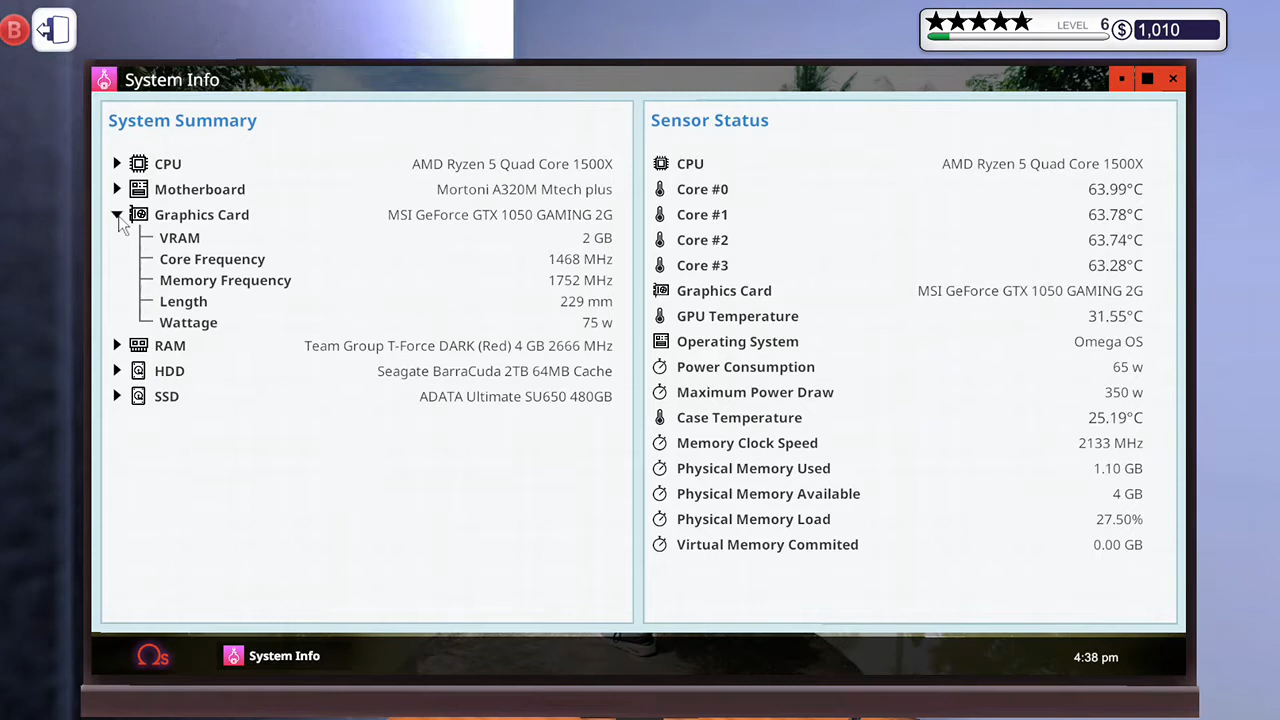 B
LEVEL 6 $ 1,010
System Info
System Summary
CPU AMD Ryzen 5 Quad Core 1500X
Motherboard Mortoni A320M Mtech plus
Graphics Card MSI GeForce GTX 1050 GAMING 2G
VRAM 2 GB
Core Frequency 1468 MHz
Memory Frequency 1752 MHz
Length 229 mm
Wattage 75 w
RAM Team Group T-Force DARK (Red) 4 GB 2666 MHz
HDD Seagate BarraCuda 2TB 64MB Cache
SSD ADATA Ultimate SU650 480GB
Sensor Status
CPU AMD Ryzen 5 Quad Core 1500X
Core #0 63.99°C
Core #1 63.78°C
Core #2 63.74°C
Core #3 63.28°C
Graphics Card MSI GeForce GTX 1050 GAMING 2G
GPU Temperature 31.55°C
Operating System Omega OS
Power Consumption 65 w
Maximum Power Draw 350 w
Case Temperature 25.19°C
Memory Clock Speed 2133 MHz
Physical Memory Used 1.10 GB
Physical Memory Available 4 GB
Physical Memory Load 27.50%
Virtual Memory Commited 0.00 GB
Ωs System Info 4:38 pm